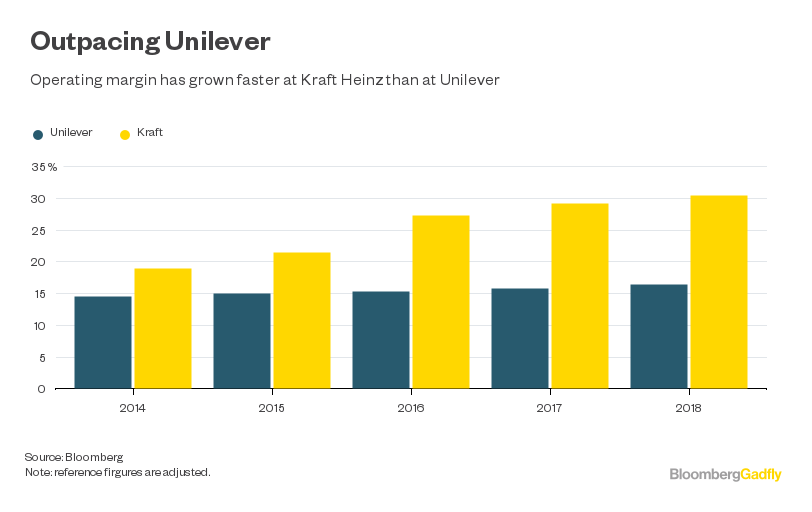 Outpacing Unilever
Operating margin has grown faster at Kraft Heinz than at Unilever
Unilever Kraft
35%
30
25
20
15
10
5
0
2014 2015 2016 2017 2018
Source: Bloomberg
Note: reference firgures are adjusted.
BloombergGadfly